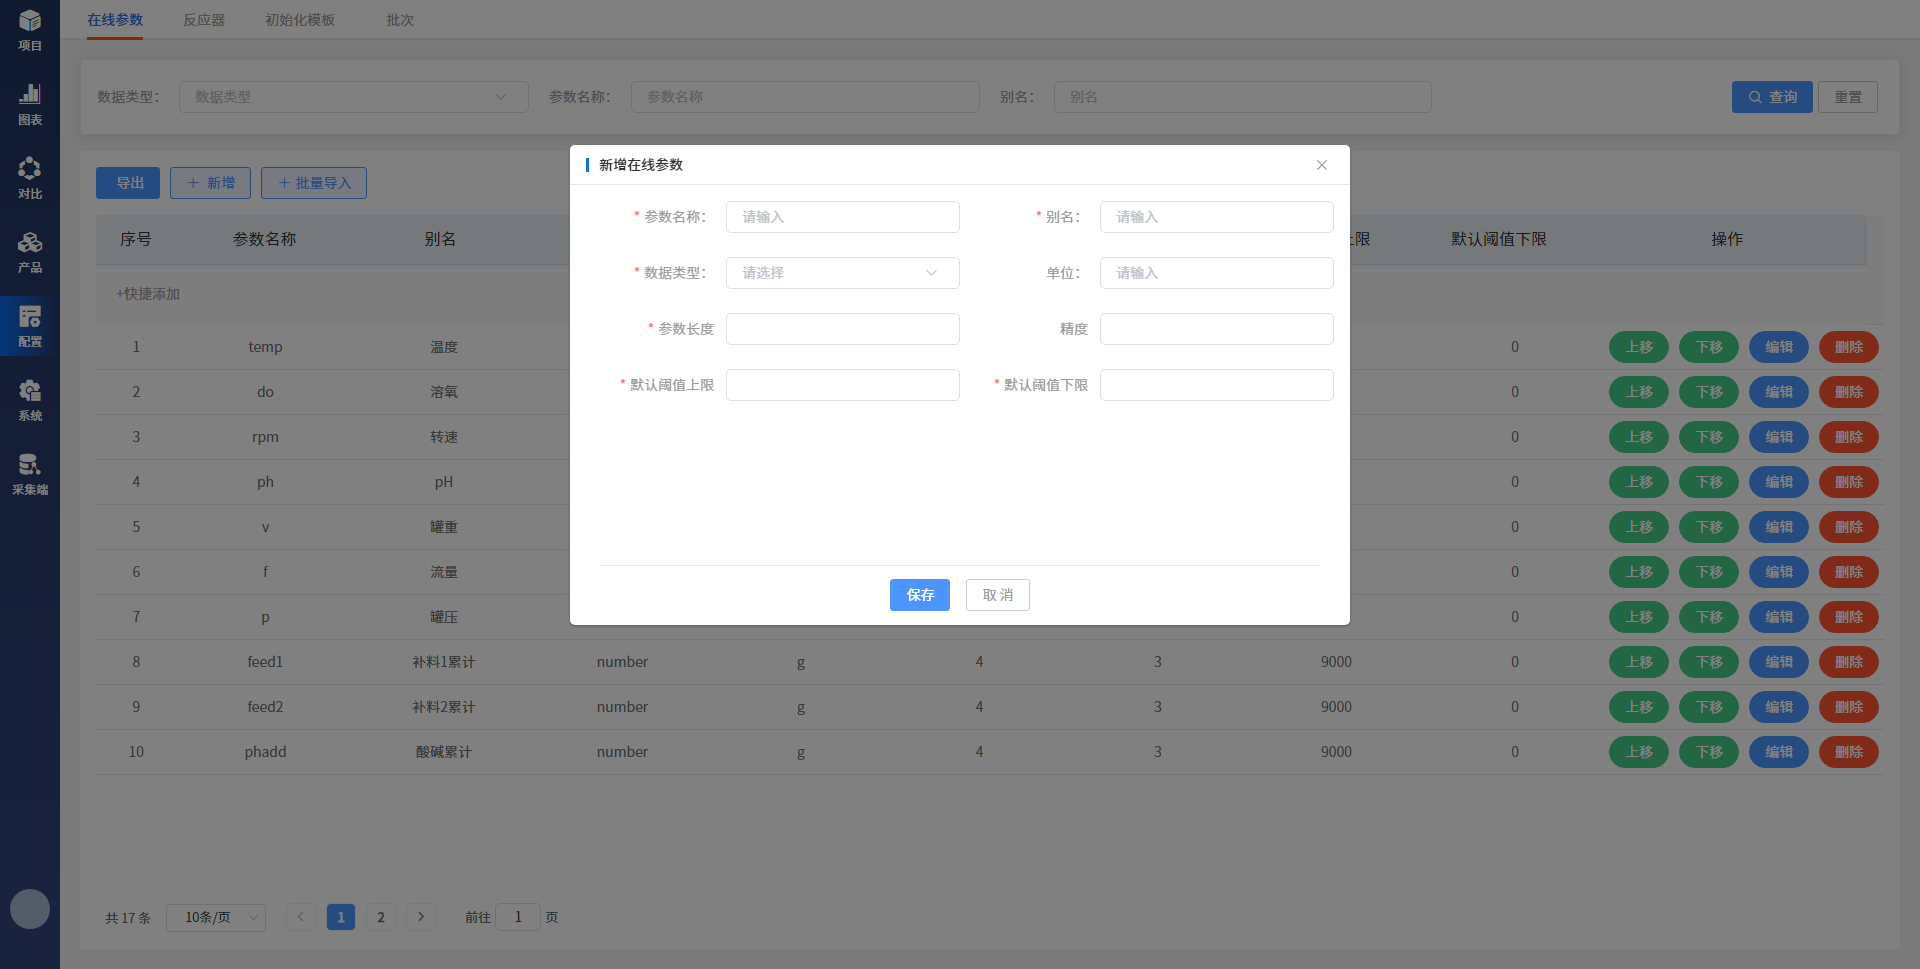 项目
图表
对比
产品
配置
系统
采集端
在线参数 反应器 初始化模板 批次
数据类型： 数据类型 参数名称： 参数名称 别名： 别名 查询 重置
导出 新增 批量导入
序号 参数名称 别名 限 默认阈值下限 操作
+快捷添加
1 temp 温度 0 上移 下移 编辑 删除
2 do 溶氧 0 上移 下移 编辑 删除
3 rpm 转速 0 上移 下移 编辑 删除
4 ph pH 0 上移 下移 编辑 删除
5 v 罐重 0 上移 下移 编辑 删除
6 f 流量 0 上移 下移 编辑 删除
7 p 罐压 0 上移 下移 编辑 删除
8 feed1 补料1累计 number g 4 3 9000 0 上移 下移 编辑 删除
9 feed2 补料2累计 number g 4 3 9000 0 上移 下移 编辑 删除
10 phadd 酸碱累计 number g 4 3 9000 0 上移 下移 编辑 删除
共 17 条 10条/页 1 2 前往 1 页
新增在线参数
* 参数名称： 请输入 * 别名： 请输入
* 数据类型： 请选择 单位： 请输入
* 参数长度 精度
* 默认阈值上限 * 默认阈值下限
保存 取 消